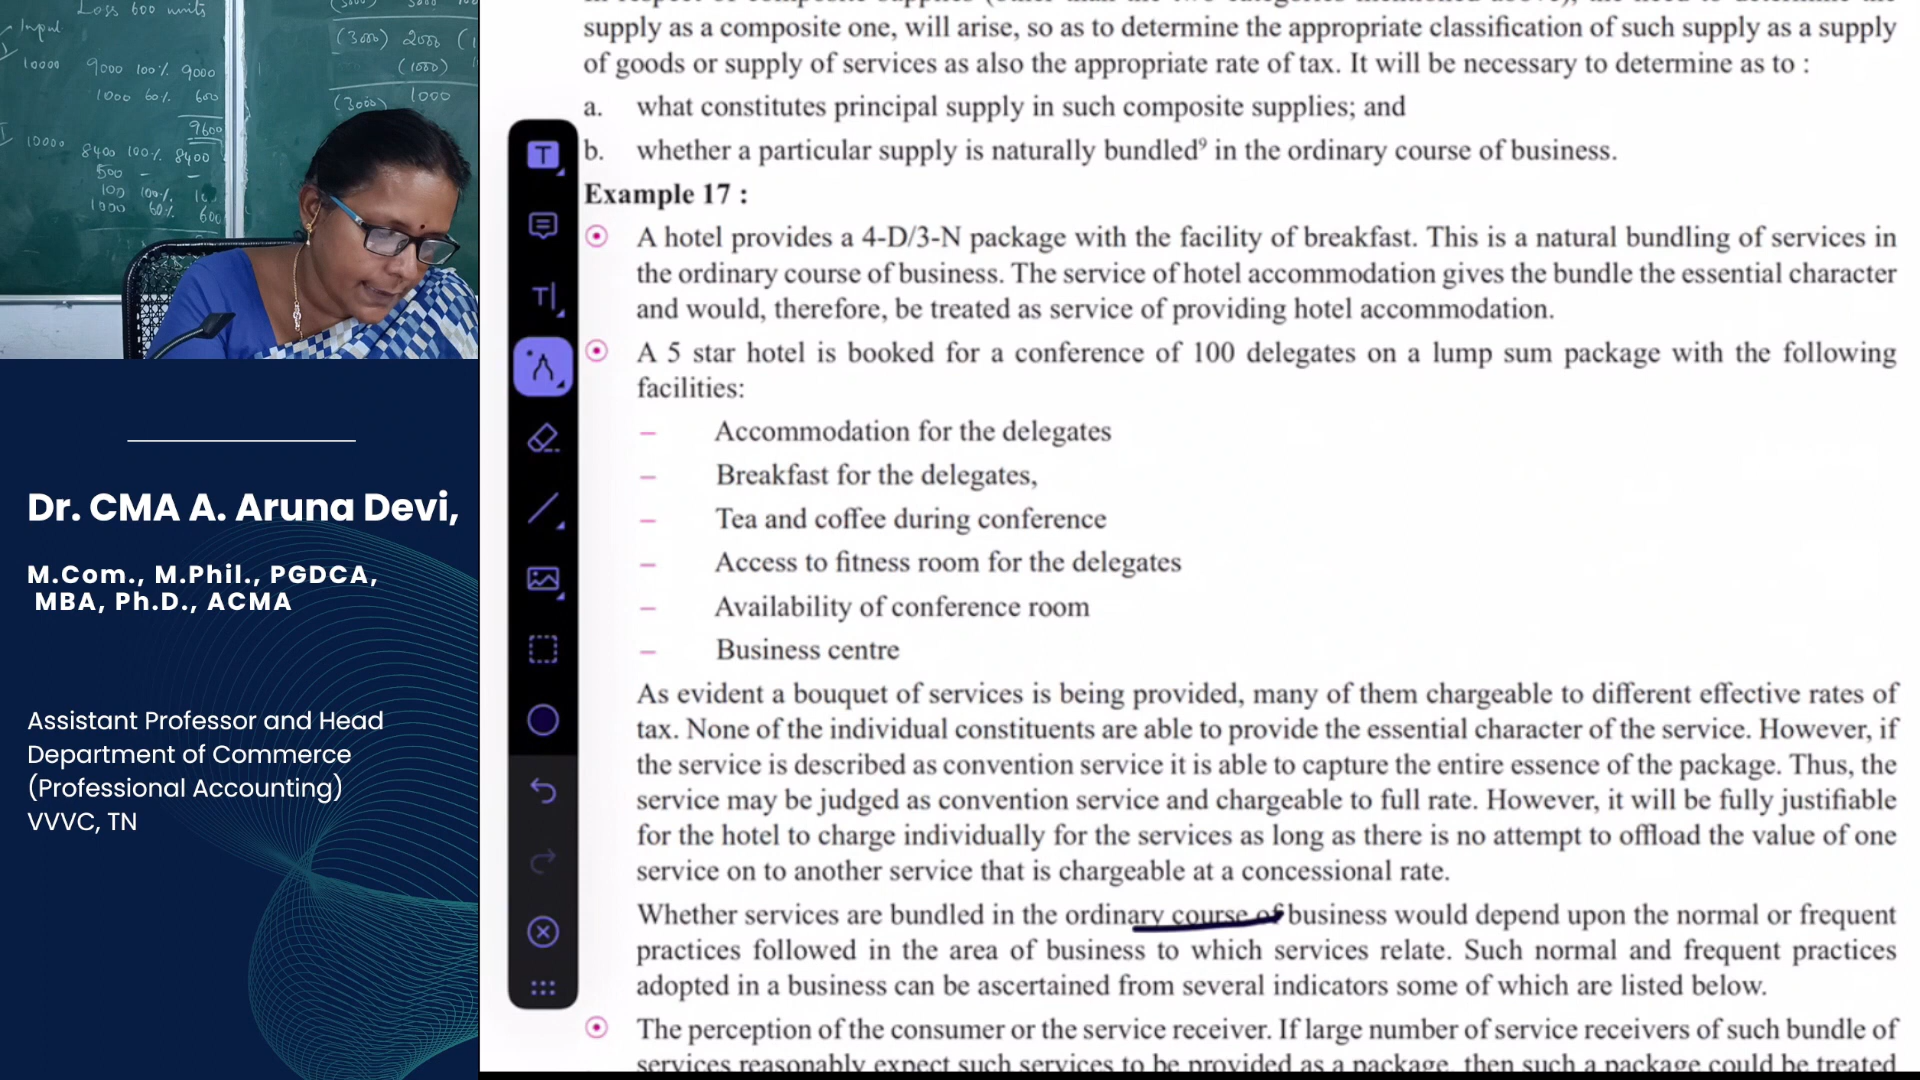 Loss 600 units
Input
10000 9000 100% 9000
1000 60% 600
9600
10000 8400 100% 8400
500 – –
100 100%
1000 60% 600
(3000) 2000
(1000)
(3000) 1000
Dr. CMA A. Aruna Devi,
M.Com., M.Phil., PGDCA,
MBA, Ph.D., ACMA
Assistant Professor and Head
Department of Commerce
(Professional Accounting)
VVVC, TN
supply as a composite one, will arise, so as to determine the appropriate classification of such supply as a supply
of goods or supply of services as also the appropriate rate of tax. It will be necessary to determine as to :
a. what constitutes principal supply in such composite supplies; and
b. whether a particular supply is naturally bundled⁹ in the ordinary course of business.
Example 17 :
A hotel provides a 4-D/3-N package with the facility of breakfast. This is a natural bundling of services in
the ordinary course of business. The service of hotel accommodation gives the bundle the essential character
and would, therefore, be treated as service of providing hotel accommodation.
A 5 star hotel is booked for a conference of 100 delegates on a lump sum package with the following
facilities:
– Accommodation for the delegates
– Breakfast for the delegates,
– Tea and coffee during conference
– Access to fitness room for the delegates
– Availability of conference room
– Business centre
As evident a bouquet of services is being provided, many of them chargeable to different effective rates of
tax. None of the individual constituents are able to provide the essential character of the service. However, if
the service is described as convention service it is able to capture the entire essence of the package. Thus, the
service may be judged as convention service and chargeable to full rate. However, it will be fully justifiable
for the hotel to charge individually for the services as long as there is no attempt to offload the value of one
service on to another service that is chargeable at a concessional rate.
Whether services are bundled in the ordinary course of business would depend upon the normal or frequent
practices followed in the area of business to which services relate. Such normal and frequent practices
adopted in a business can be ascertained from several indicators some of which are listed below.
The perception of the consumer or the service receiver. If large number of service receivers of such bundle of
services reasonably expect such services to be provided as a package, then such a package could be treated